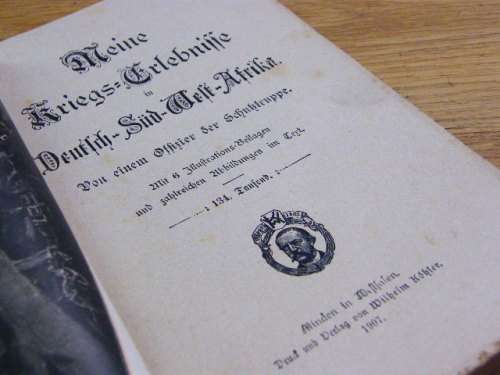 Meine
Kriegs-Erlebnisse
in
Deutsch-Süd-West-Afrika.
Von einem Offizier der Schutztruppe.
Mit 6 Illustrations-Beilagen
und zahlreichen Abbildungen im Text.
: 134. Tausend. :
Minden in Westfalen.
Druck und Verlag von Wilhelm Köhler.
1907.